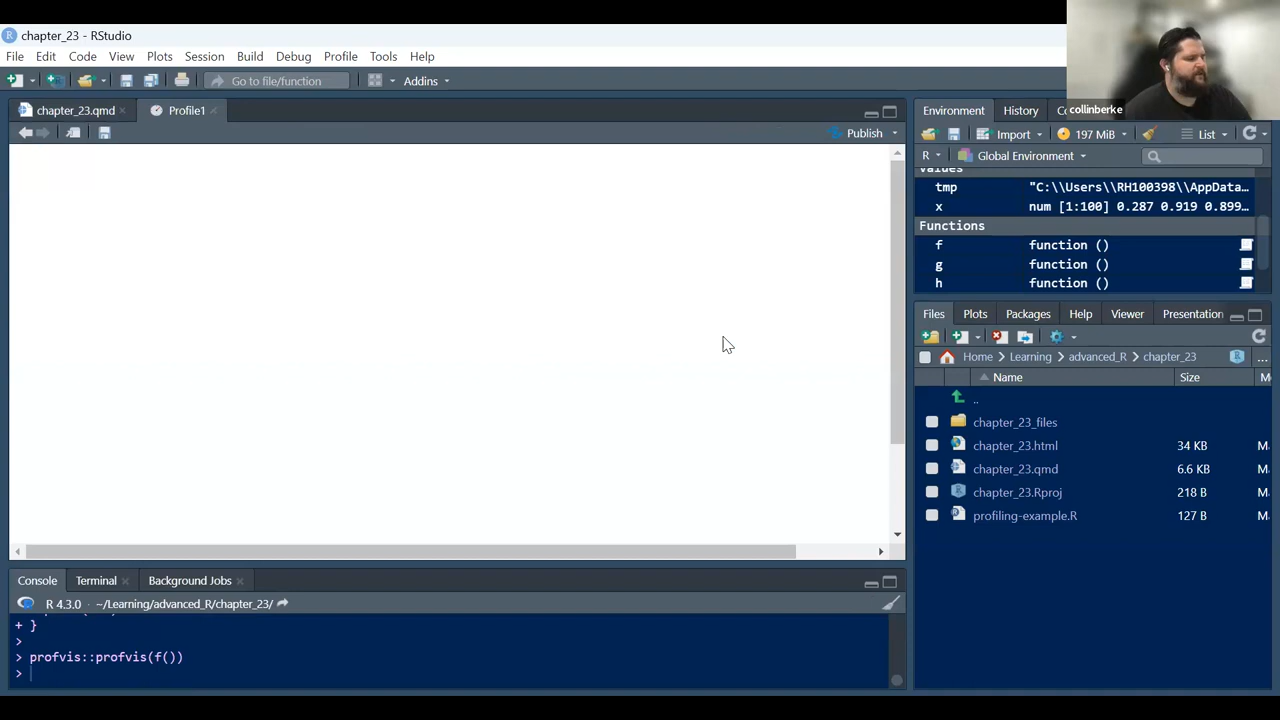 chapter_23 - RStudio
File Edit Code View Plots Session Build Debug Profile Tools Help
Go to file/function Addins
collinberke
chapter_23.qmd Profile1
Publish
Environment History Co
Import 197 MiB List
R Global Environment
Values
tmp "C:\\Users\\RH100398\\AppData…
x num [1:100] 0.287 0.919 0.899…
Functions
f function ()
g function ()
h function ()
Files Plots Packages Help Viewer Presentation
Home Learning advanced_R chapter_23 ...
Name Size M
..
chapter_23_files
chapter_23.html 34 KB M
chapter_23.qmd 6.6 KB M
chapter_23.Rproj 218 B M
profiling-example.R 127 B M
Console Terminal Background Jobs
R 4.3.0 · ~/Learning/advanced_R/chapter_23/
+ }
>
> profvis::profvis(f())
>